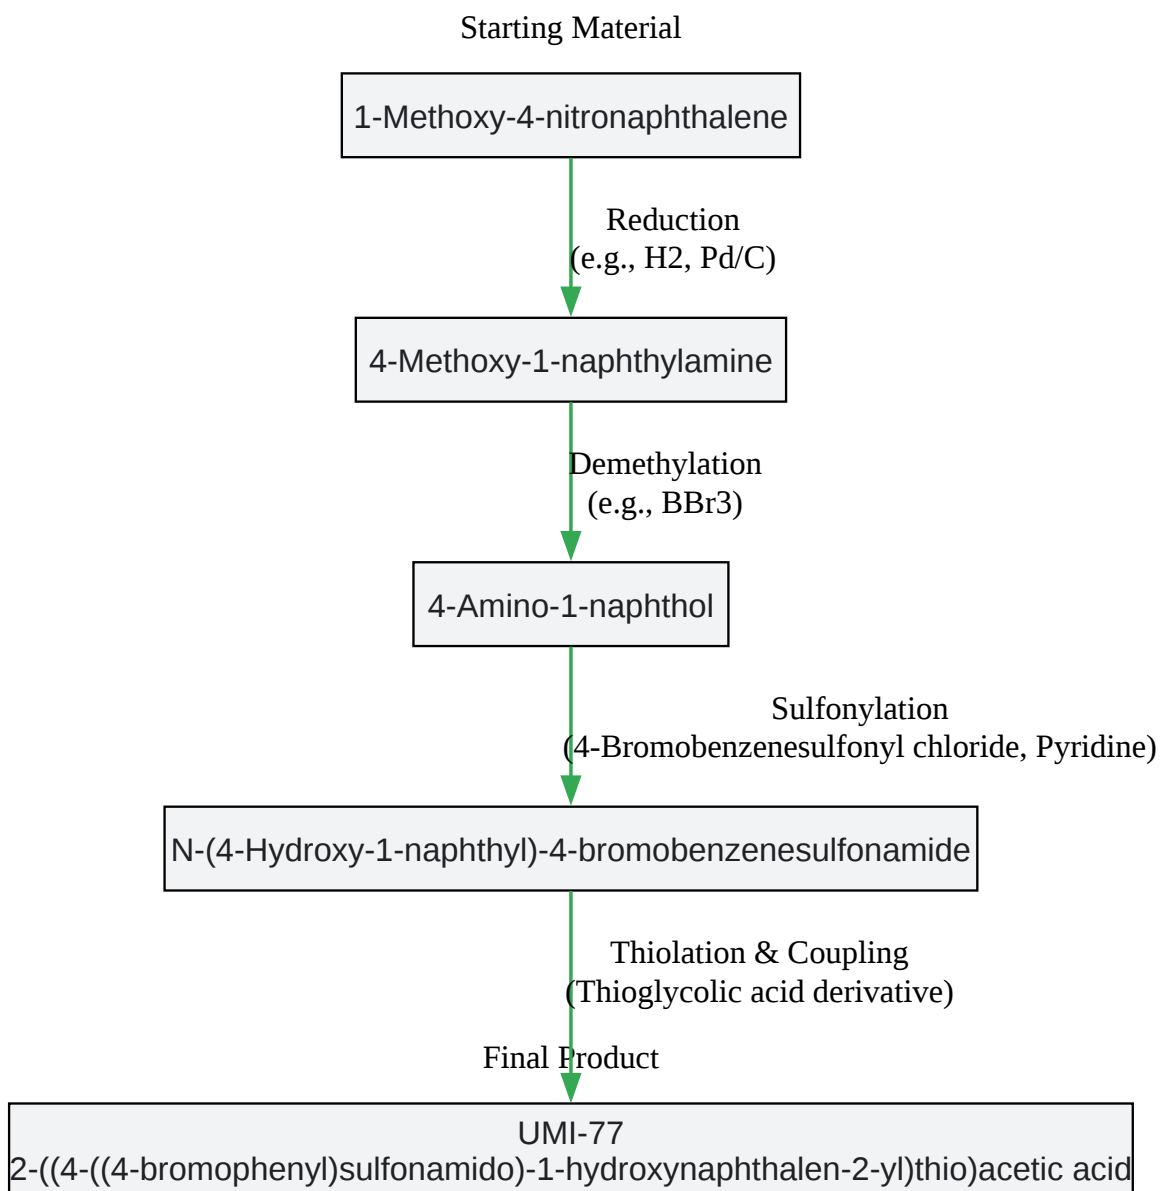 Starting Material
1-Methoxy-4-nitronaphthalene
Reduction
(e.g., H2, Pd/C)
4-Methoxy-1-naphthylamine
Demethylation
(e.g., BBr3)
4-Amino-1-naphthol
Sulfonylation
(4-Bromobenzenesulfonyl chloride, Pyridine)
N-(4-Hydroxy-1-naphthyl)-4-bromobenzenesulfonamide
Thiolation & Coupling
(Thioglycolic acid derivative)
Final Product
UMI-77
2-((4-((4-bromophenyl)sulfonamido)-1-hydroxynaphthalen-2-yl)thio)acetic acid